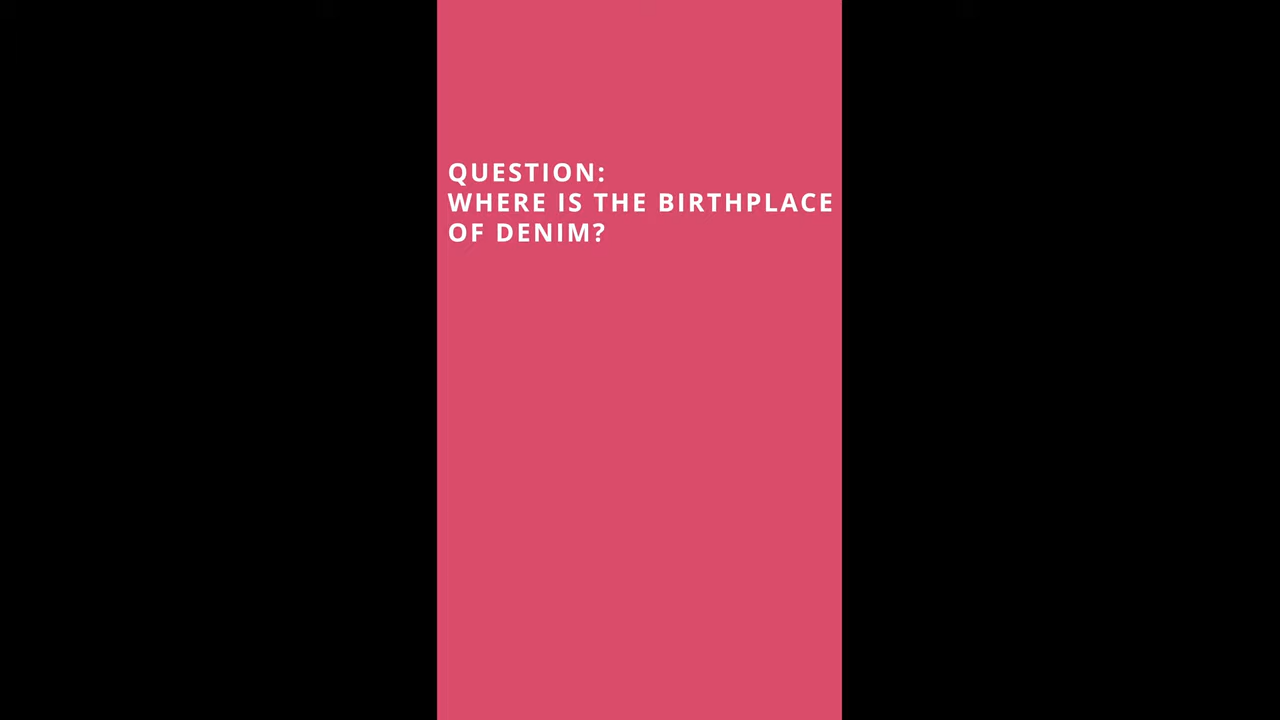 QUESTION:
WHERE IS THE BIRTHPLACE
OF DENIM?